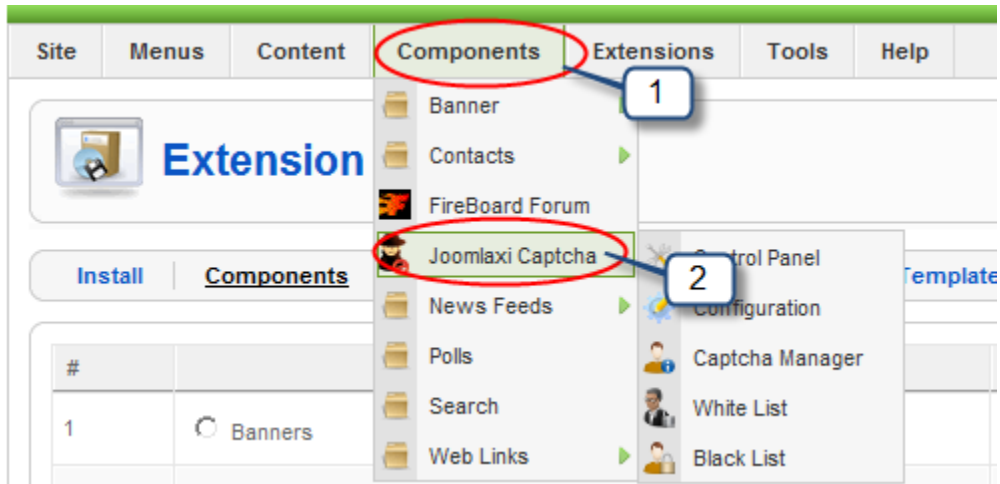 Site Menus Content Components Extensions Tools Help
1
Banner
Extension
Contacts
FireBoard Forum
Joomlaxi Captcha
2
Control Panel
Install Components
News Feeds
Configuration
Polls
Captcha Manager
#
Search
White List
1 Banners
Web Links
Black List